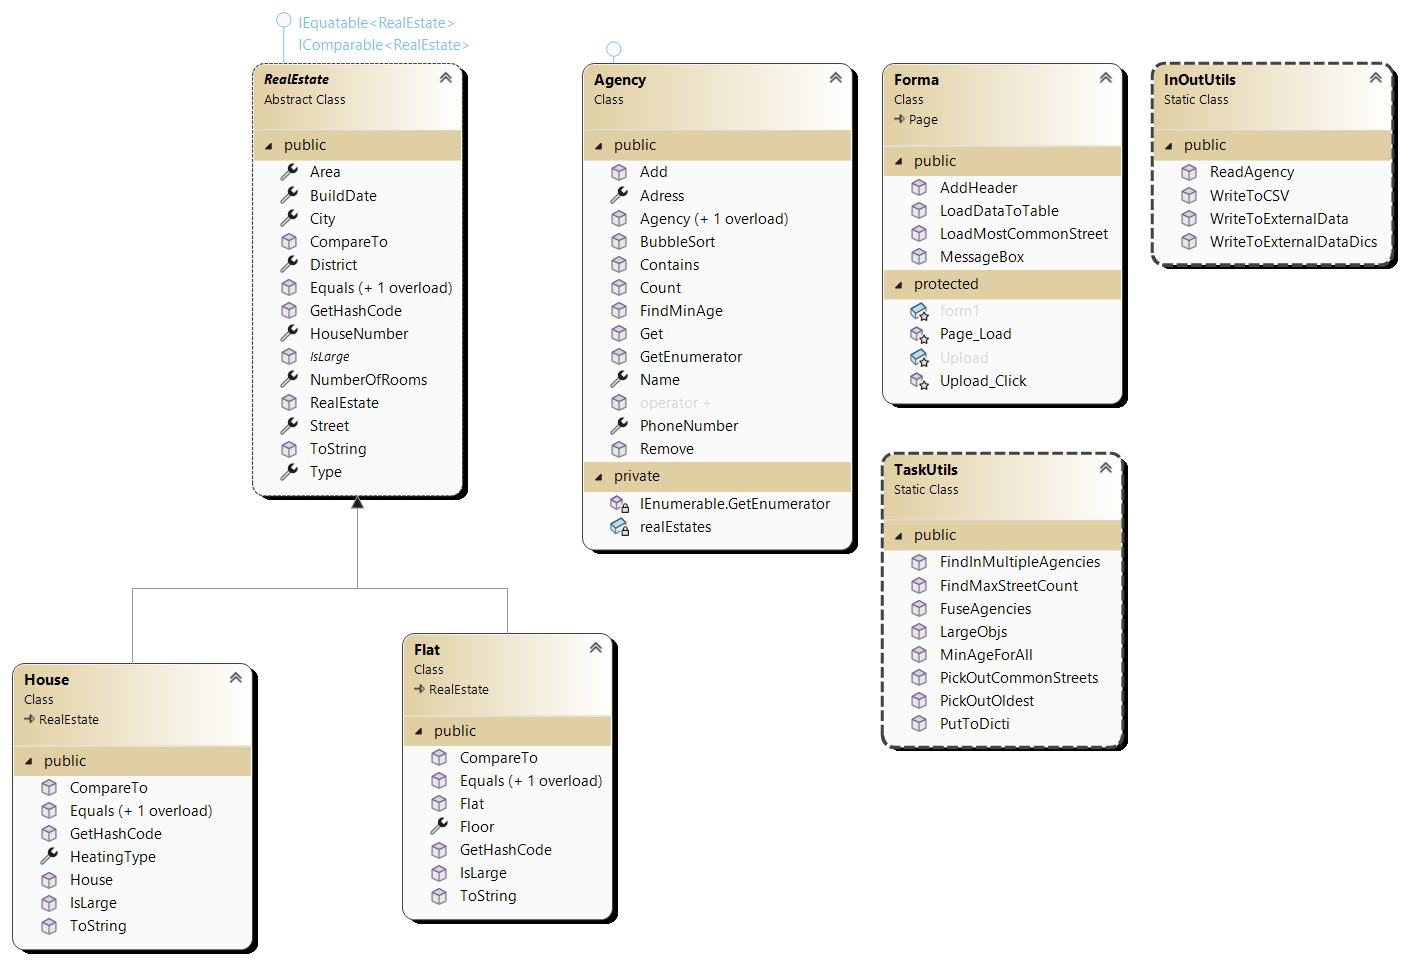 IEquatable<RealEstate>
IComparable<RealEstate>
RealEstate
Abstract Class
public
Area
BuildDate
City
CompareTo
District
Equals (+ 1 overload)
GetHashCode
HouseNumber
IsLarge
NumberOfRooms
RealEstate
Street
ToString
Type
Agency
Class
public
Add
Adress
Agency (+ 1 overload)
BubbleSort
Contains
Count
FindMinAge
Get
GetEnumerator
Name
operator +
PhoneNumber
Remove
private
IEnumerable.GetEnumerator
realEstates
Forma
Class
Page
public
AddHeader
LoadDataToTable
LoadMostCommonStreet
MessageBox
protected
form1
Page_Load
Upload
Upload_Click
InOutUtils
Static Class
public
ReadAgency
WriteToCSV
WriteToExternalData
WriteToExternalDataDics
TaskUtils
Static Class
public
FindInMultipleAgencies
FindMaxStreetCount
FuseAgencies
LargeObjs
MinAgeForAll
PickOutCommonStreets
PickOutOldest
PutToDicti
House
Class
RealEstate
public
CompareTo
Equals (+ 1 overload)
GetHashCode
HeatingType
House
IsLarge
ToString
Flat
Class
RealEstate
public
CompareTo
Equals (+ 1 overload)
Flat
Floor
GetHashCode
IsLarge
ToString